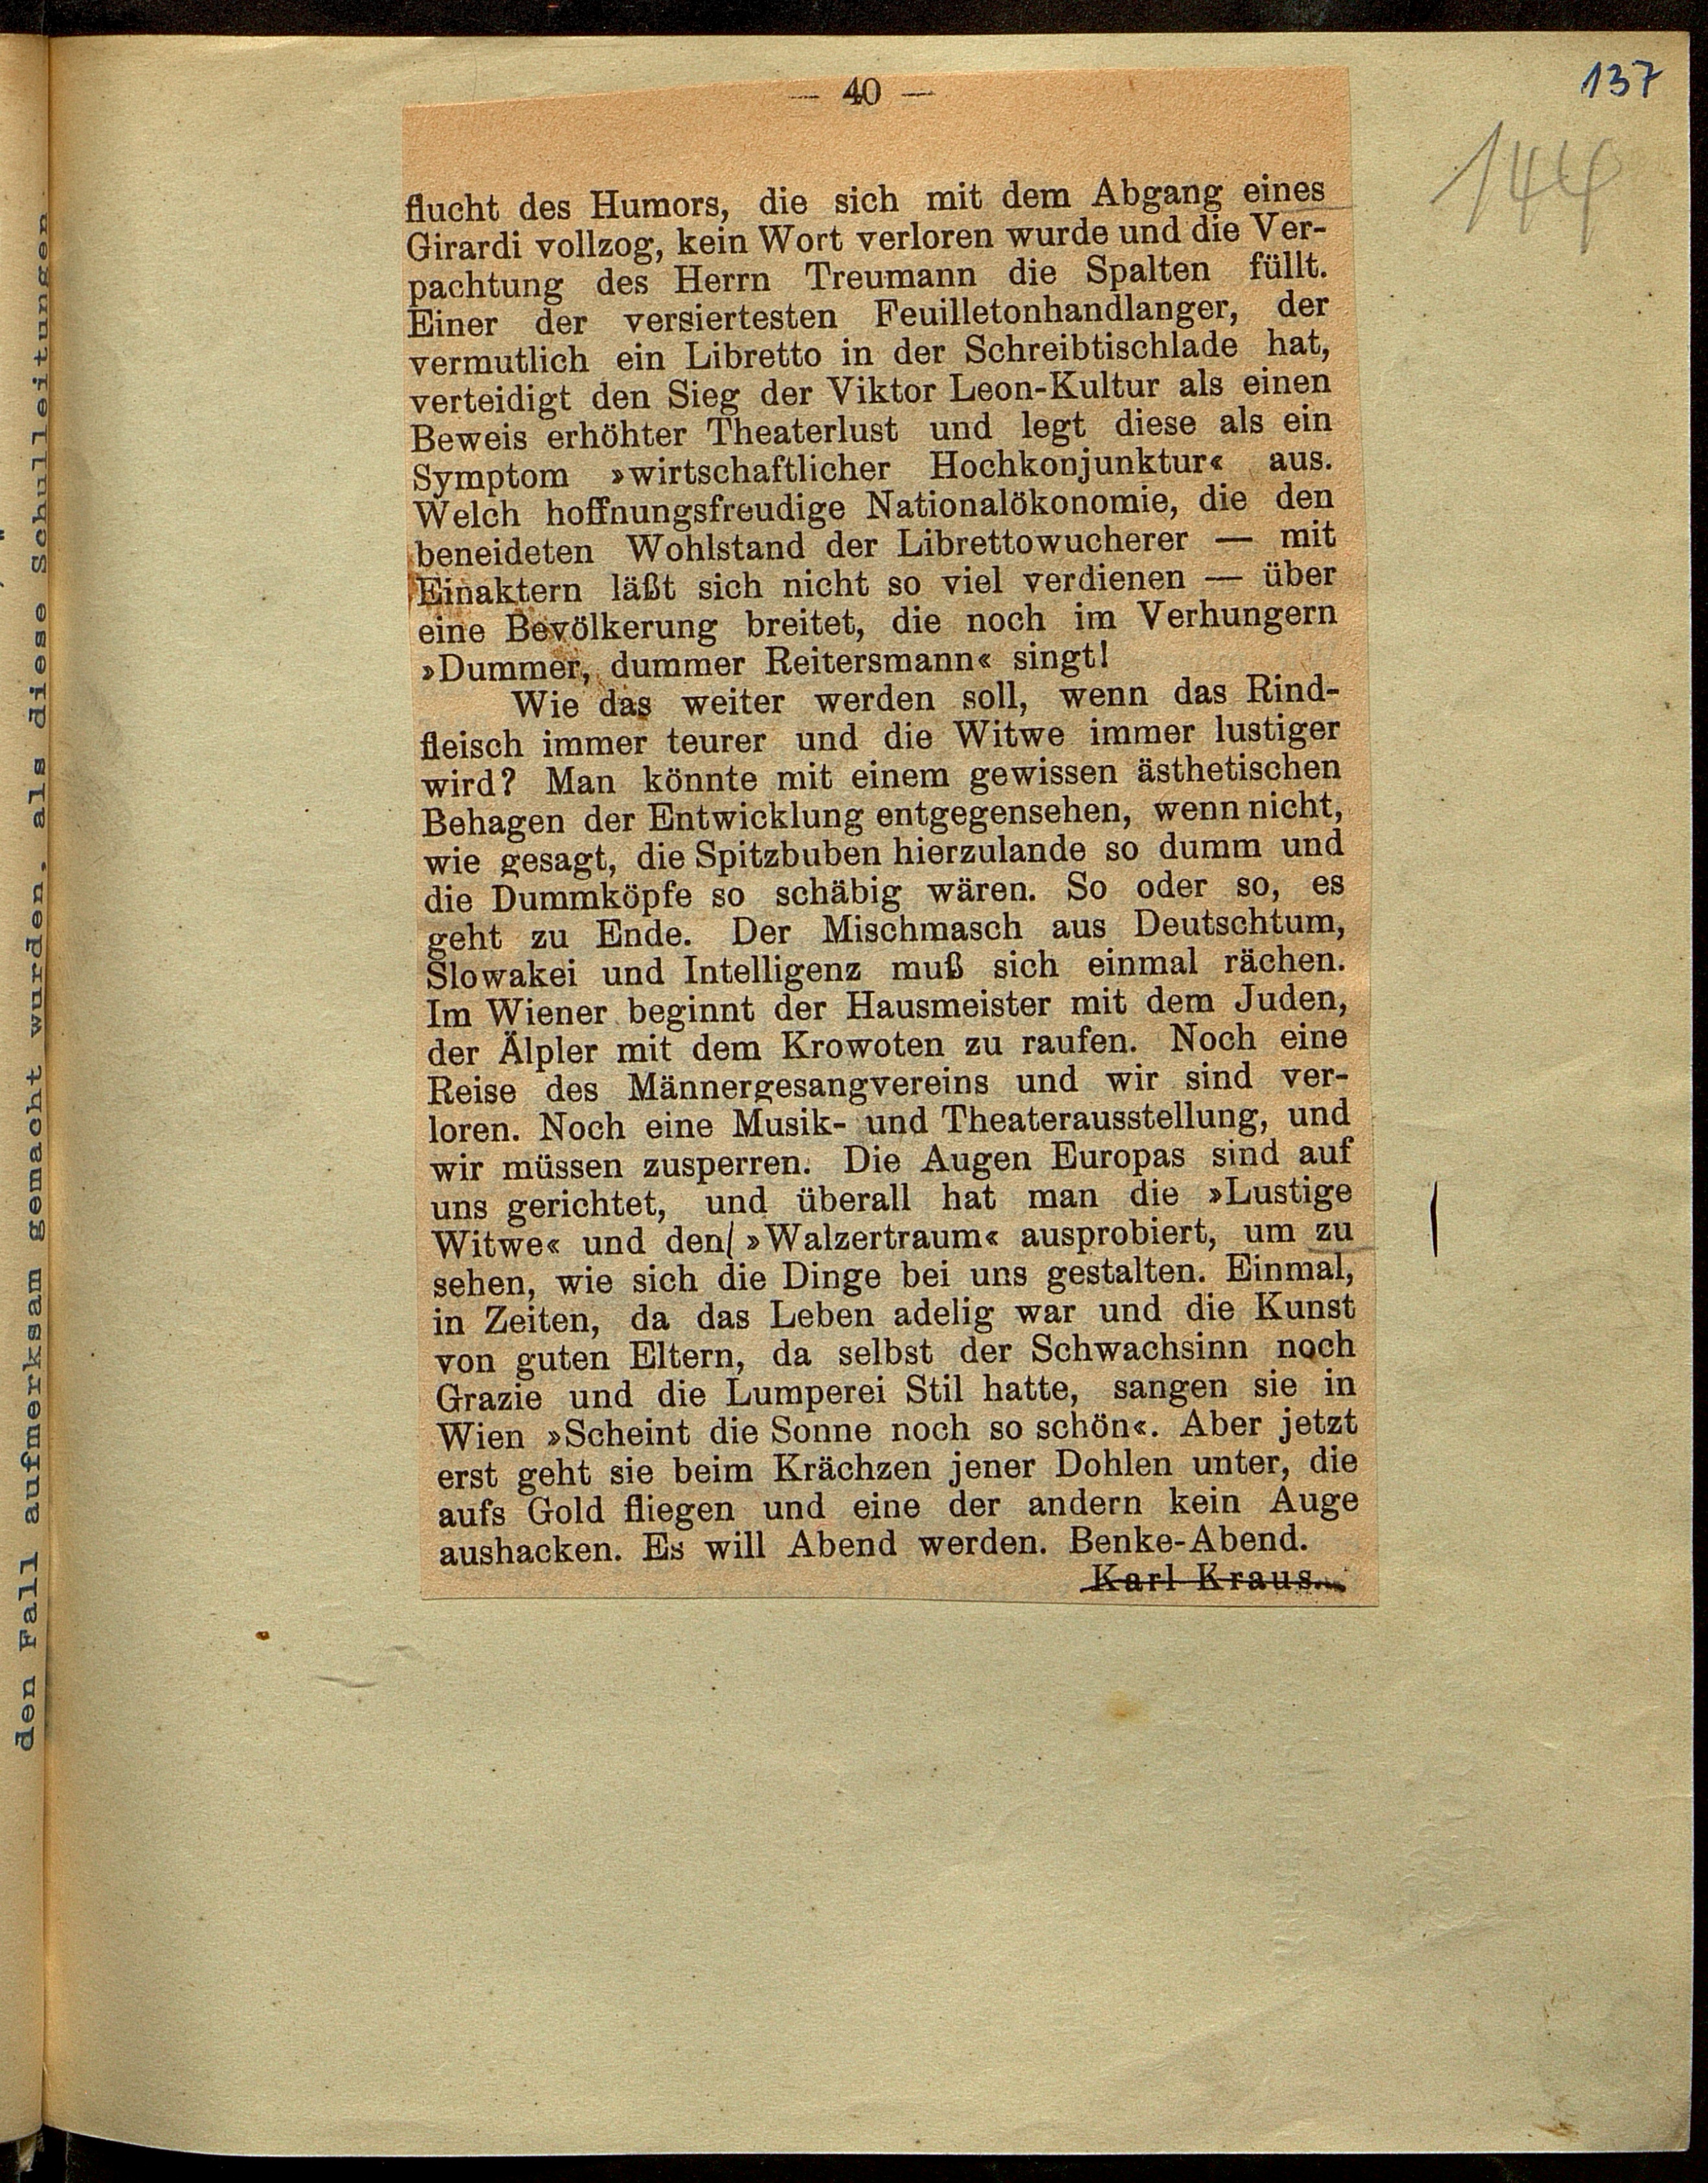 137
144
— 40 —
flucht des Humors, die sich mit dem Abgang eines
Girardi vollzog, kein Wort verloren wurde und die Ver-
pachtung des Herrn Treumann die Spalten füllt.
Einer der versiertesten Feuilletonhandlanger, der
vermutlich ein Libretto in der Schreibtischlade hat,
verteidigt den Sieg der Viktor Leon-Kultur als einen
Beweis erhöhter Theaterlust und legt diese als ein
Symptom »wirtschaftlicher Hochkonjunktur« aus.
Welch hoffnungsfreudige Nationalökonomie, die den
beneideten Wohlstand der Librettowucherer — mit
Einaktern läßt sich nicht so viel verdienen — über
eine Bevölkerung breitet, die noch im Verhungern
»Dummer, dummer Reitersmann« singt!
Wie das weiter werden soll, wenn das Rind-
fleisch immer teurer und die Witwe immer lustiger
wird? Man könnte mit einem gewissen ästhetischen
Behagen der Entwicklung entgegensehen, wenn nicht,
wie gesagt, die Spitzbuben hierzulande so dumm und
die Dummköpfe so schäbig wären. So oder so, es
geht zu Ende. Der Mischmasch aus Deutschtum,
Slowakei und Intelligenz muß sich einmal rächen.
Im Wiener beginnt der Hausmeister mit dem Juden,
der Älpler mit dem Krowoten zu raufen. Noch eine
Reise des Männergesangvereins und wir sind ver-
loren. Noch eine Musik- und Theaterausstellung, und
wir müssen zusperren. Die Augen Europas sind auf
uns gerichtet, und überall hat man die »Lustige
Witwe« und den »Walzertraum« ausprobiert, um zu
sehen, wie sich die Dinge bei uns gestalten. Einmal,
in Zeiten, da das Leben adelig war und die Kunst
von guten Eltern, da selbst der Schwachsinn noch
Grazie und die Lumperei Stil hatte, sangen sie in
Wien »Scheint die Sonne noch so schön«. Aber jetzt
erst geht sie beim Krächzen jener Dohlen unter, die
aufs Gold fliegen und eine der andern kein Auge
aushacken. Es will Abend werden. Benke-Abend.
Karl Kraus.
den Fall aufmerksam gemacht wurden, als diese Schulleitungen